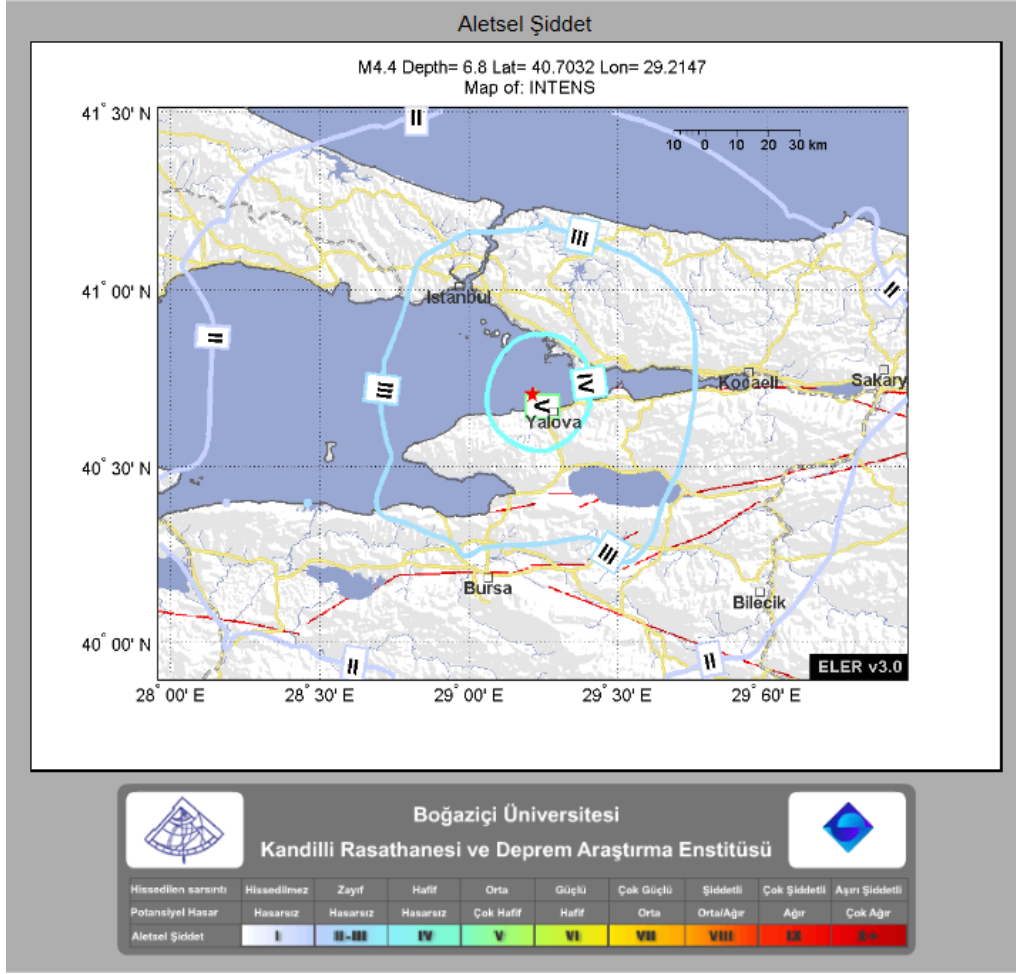 Aletsel Şiddet
M4.4 Depth= 6.8 Lat= 40.7032 Lon= 29.2147
Map of: INTENS
41° 30' N
II
10 0 10 20 30 km
III
41° 00' N
Istanbul
II
II
III
IV
Kocaeli
Sakary
V
Yalova
40° 30' N
III
Bursa
Bilecik
40° 00' N
II
II
ELER v3.0
28° 00' E 28° 30' E 29° 00' E 29° 30' E 29° 60' E
Boğaziçi Üniversitesi
Kandilli Rasathanesi ve Deprem Araştırma Enstitüsü
Hissedilen sarsıntı Hissedilmez Zayıf Hafif Orta Güçlü Çok Güçlü Şiddetli Çok Şiddetli Aşırı Şiddetli
Potansiyel Hasar Hasarsız Hasarsız Hasarsız Çok Hafif Hafif Orta Orta/Ağır Ağır Çok Ağır
Aletsel Şiddet I II-III IV V VI VII VIII IX X+